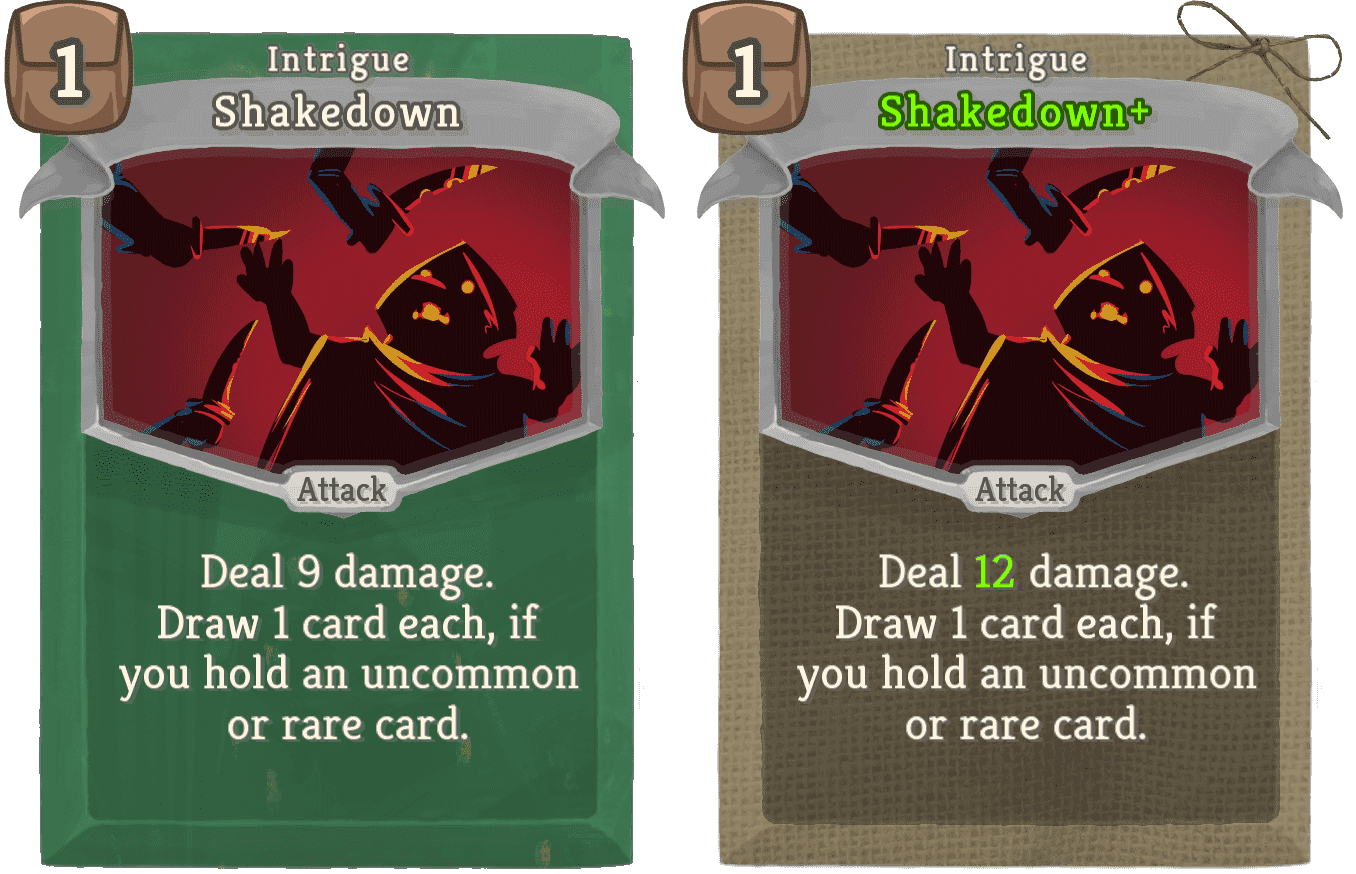 1
Intrigue
Shakedown
Attack
Deal 9 damage.
Draw 1 card each, if
you hold an uncommon
or rare card.
1
Intrigue
Shakedown+
Attack
Deal 12 damage.
Draw 1 card each, if
you hold an uncommon
or rare card.